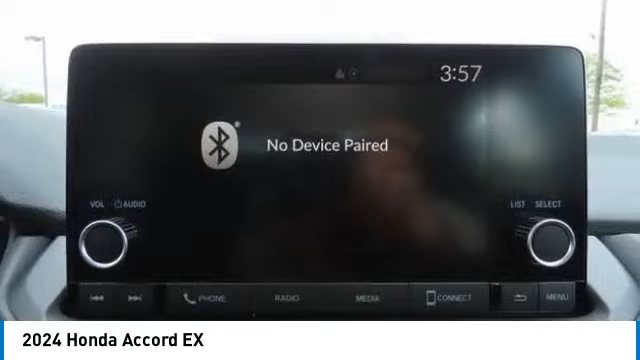 3:57
No Device Paired
VOL AUDIO
LIST SELECT
PHONE RADIO MEDIA CONNECT MENU
2024 Honda Accord EX